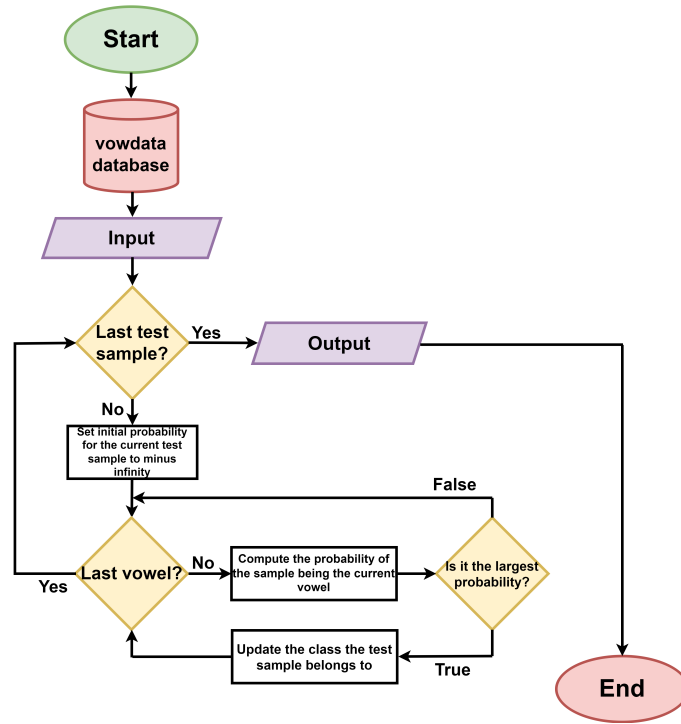 Start
vowdata
database
Input
Last test
sample?
Yes
Output
No
Set initial probability
for the current test
sample to minus
infinity
False
Last vowel?
No
Compute the probability of
the sample being the current
vowel
Is it the largest
probability?
Yes
Update the class the test
sample belongs to
True
End